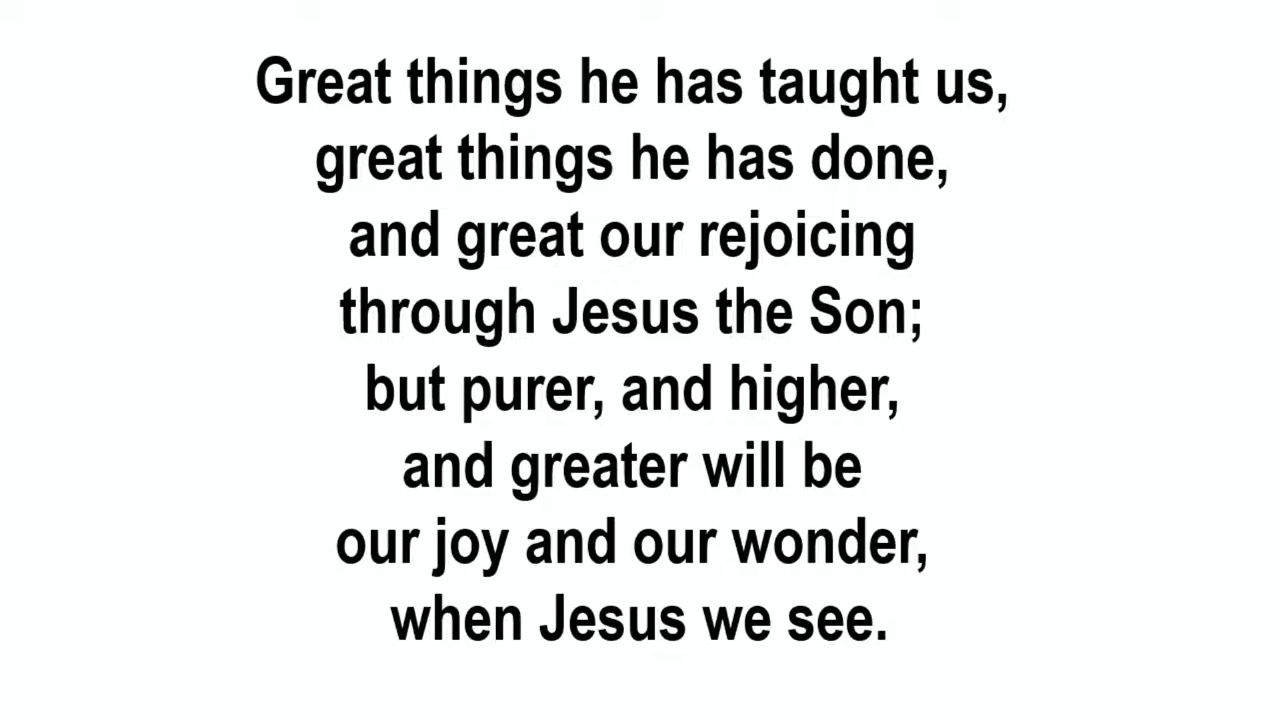 Great things he has taught us,
great things he has done,
and great our rejoicing
through Jesus the Son;
but purer, and higher,
and greater will be
our joy and our wonder,
when Jesus we see.